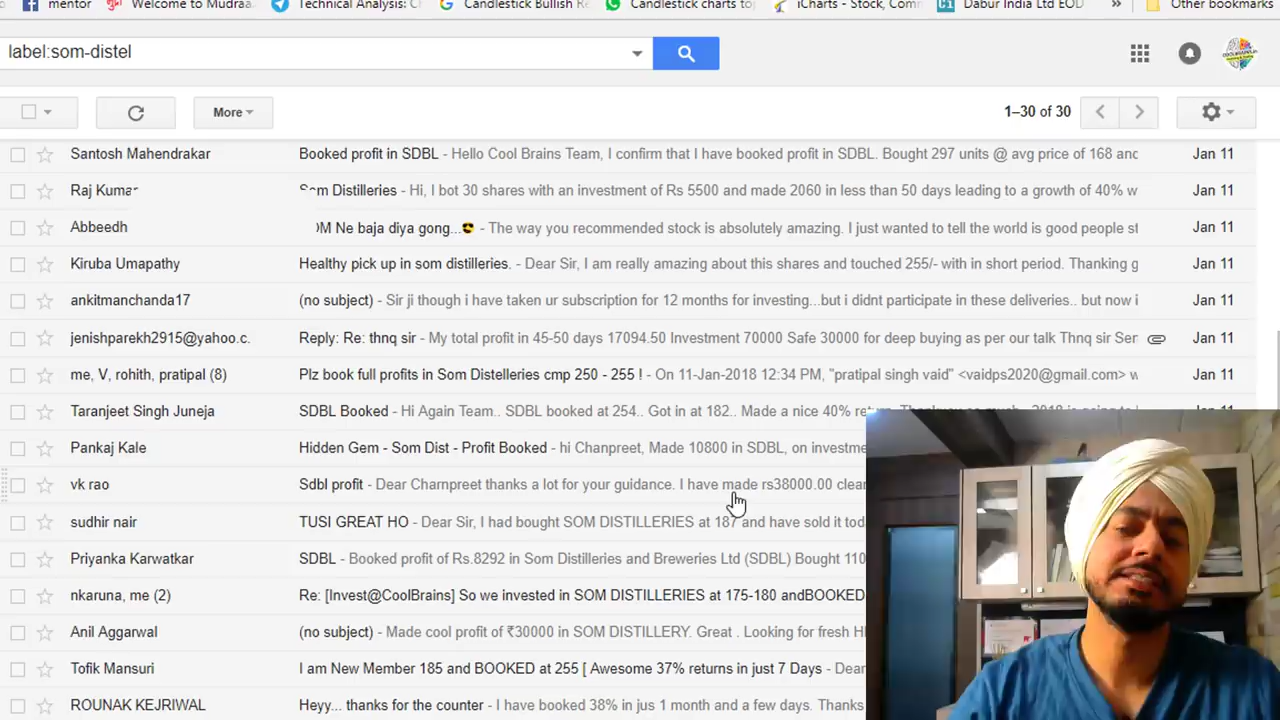 mentor Welcome to Mudraa Technical Analysis: C Candlestick Bullish Re Candlestick charts top iCharts - Stock, Com Dabur India Ltd EOD » Other bookmarks
label:som-distel
More 1–30 of 30
Santosh Mahendrakar Booked profit in SDBL - Hello Cool Brains Team, I confirm that I have booked profit in SDBL. Bought 297 units @ avg price of 168 and Jan 11
Raj Kumar Som Distilleries - Hi, I bot 30 shares with an investment of Rs 5500 and made 2060 in less than 50 days leading to a growth of 40% w Jan 11
Abbeedh OM Ne baja diya gong...😎 - The way you recommended stock is absolutely amazing. I just wanted to tell the world is good people st Jan 11
Kiruba Umapathy Healthy pick up in som distilleries. - Dear Sir, I am really amazing about this shares and touched 255/- with in short period. Thanking g Jan 11
ankitmanchanda17 (no subject) - Sir ji though i have taken ur subscription for 12 months for investing...but i didnt participate in these deliveries.. but now i Jan 11
jenishparekh2915@yahoo.c. Reply: Re: thnq sir - My total profit in 45-50 days 17094.50 Investment 70000 Safe 30000 for deep buying as per our talk Thnq sir Sen Jan 11
me, V, rohith, pratipal (8) Plz book full profits in Som Distelleries cmp 250 - 255 ! - On 11-Jan-2018 12:34 PM, "pratipal singh vaid" <vaidps2020@gmail.com> w Jan 11
Taranjeet Singh Juneja SDBL Booked - Hi Again Team.. SDBL booked at 254.. Got in at 182.. Made a nice 40% return. Jan 11
Pankaj Kale Hidden Gem - Som Dist - Profit Booked - hi Chanpreet, Made 10800 in SDBL, on investme
vk rao Sdbl profit - Dear Charnpreet thanks a lot for your guidance. I have made rs38000.00 clear
sudhir nair TUSI GREAT HO - Dear Sir, I had bought SOM DISTILLERIES at 187 and have sold it tod
Priyanka Karwatkar SDBL - Booked profit of Rs.8292 in Som Distilleries and Breweries Ltd (SDBL) Bought 110
nkaruna, me (2) Re: [Invest@CoolBrains] So we invested in SOM DISTILLERIES at 175-180 andBOOKED
Anil Aggarwal (no subject) - Made cool profit of ₹30000 in SOM DISTILLERY. Great . Looking for fresh HI
Tofik Mansuri I am New Member 185 and BOOKED at 255 [ Awesome 37% returns in just 7 Days - Dear
ROUNAK KEJRIWAL Heyy... thanks for the counter - I have booked 38% in jus 1 month and a few days. Thanks